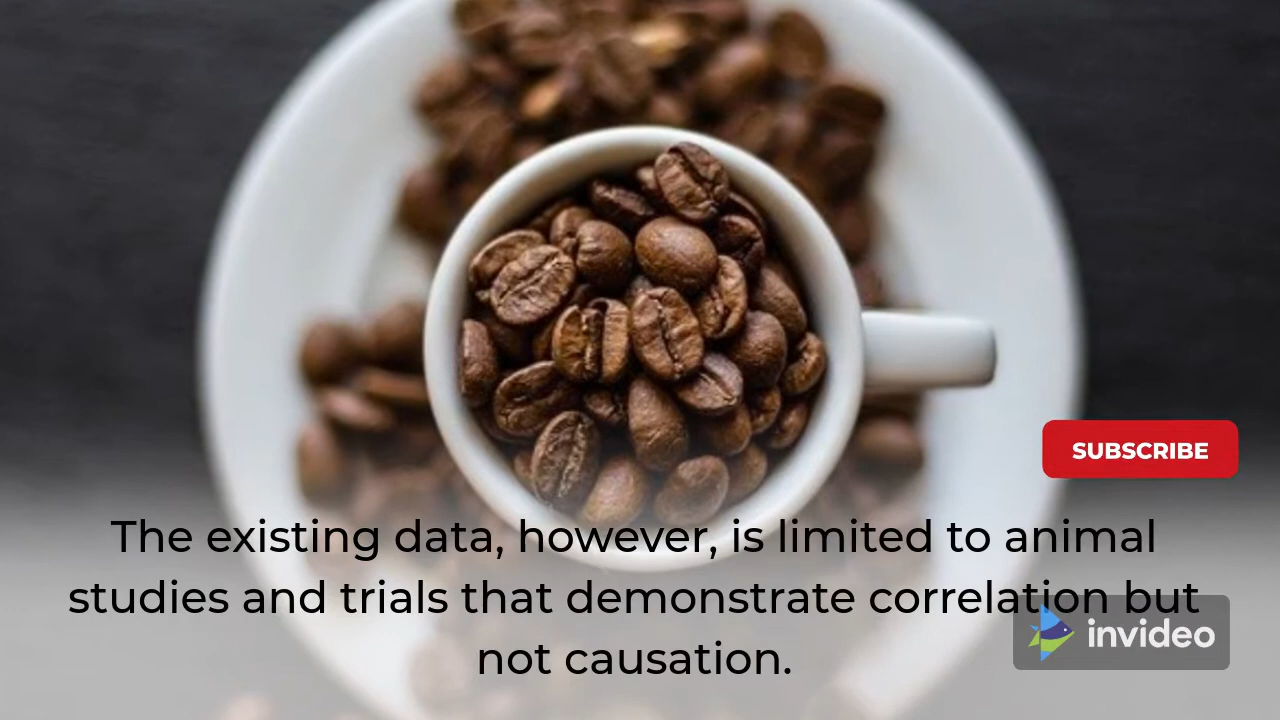 SUBSCRIBE
The existing data, however, is limited to animal
studies and trials that demonstrate correlation but
invideo
not causation.